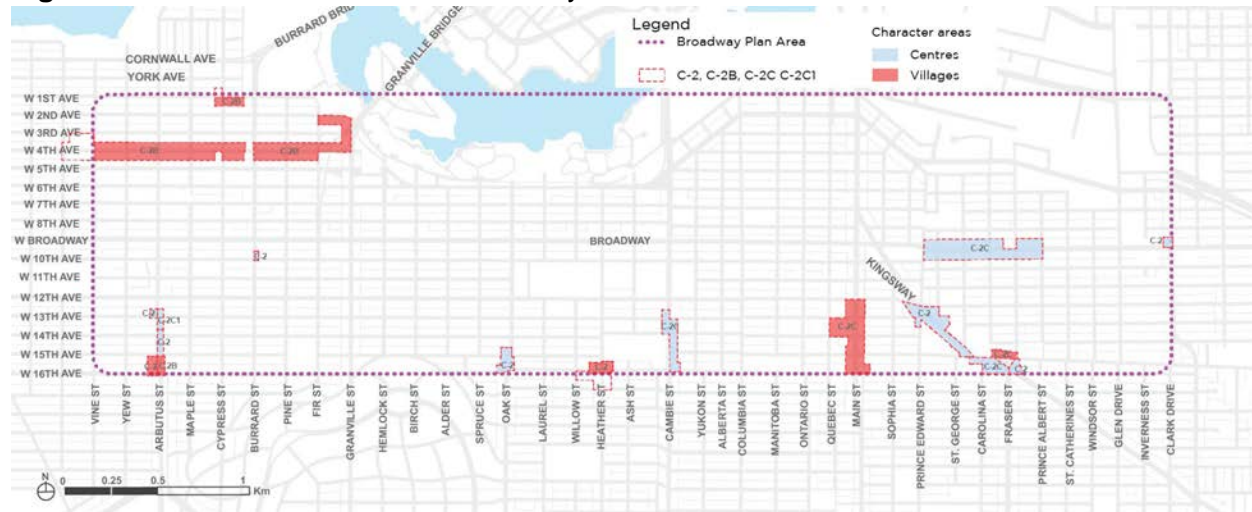 BURRARD BRI
GRANVILLE BRIDGE
Legend
Broadway Plan Area
C-2, C-2B, C-2C C-2C1
Character areas
Centres
Villages
CORNWALL AVE
YORK AVE
W 1ST AVE
C-2B
W 2ND AVE
W 3RD AVE
W 4TH AVE
C-2B
C-2B
W 5TH AVE
W 6TH AVE
W 7TH AVE
W 8TH AVE
W BROADWAY
BROADWAY
C-2C
C-2
W 10TH AVE
C-2
W 11TH AVE
KINGSWAY
W 12TH AVE
W 13TH AVE
C-2
C-2C1
C-2C
C-2
W 14TH AVE
C-2
W 15TH AVE
C-2C
W 16TH AVE
C-2B
C-2
C-2
C-2C
C-2
VINE ST
YEW ST
ARBUTUS ST
MAPLE ST
CYPRESS ST
BURRARD ST
PINE ST
FIR ST
GRANVILLE ST
HEMLOCK ST
BIRCH ST
ALDER ST
SPRUCE ST
OAK ST
LAUREL ST
WILLOW ST
HEATHER ST
ASH ST
CAMBIE ST
YUKON ST
ALBERTA ST
COLUMBIA ST
MANITOBA ST
ONTARIO ST
QUEBEC ST
MAIN ST
SOPHIA ST
PRINCE EDWARD ST
ST. GEORGE ST
CAROLINA ST
FRASER ST
PRINCE ALBERT ST
ST. CATHERINES ST
WINDSOR ST
GLEN DRIVE
INVERNESS ST
CLARK DRIVE
N
0 0.25 0.5 1
Km